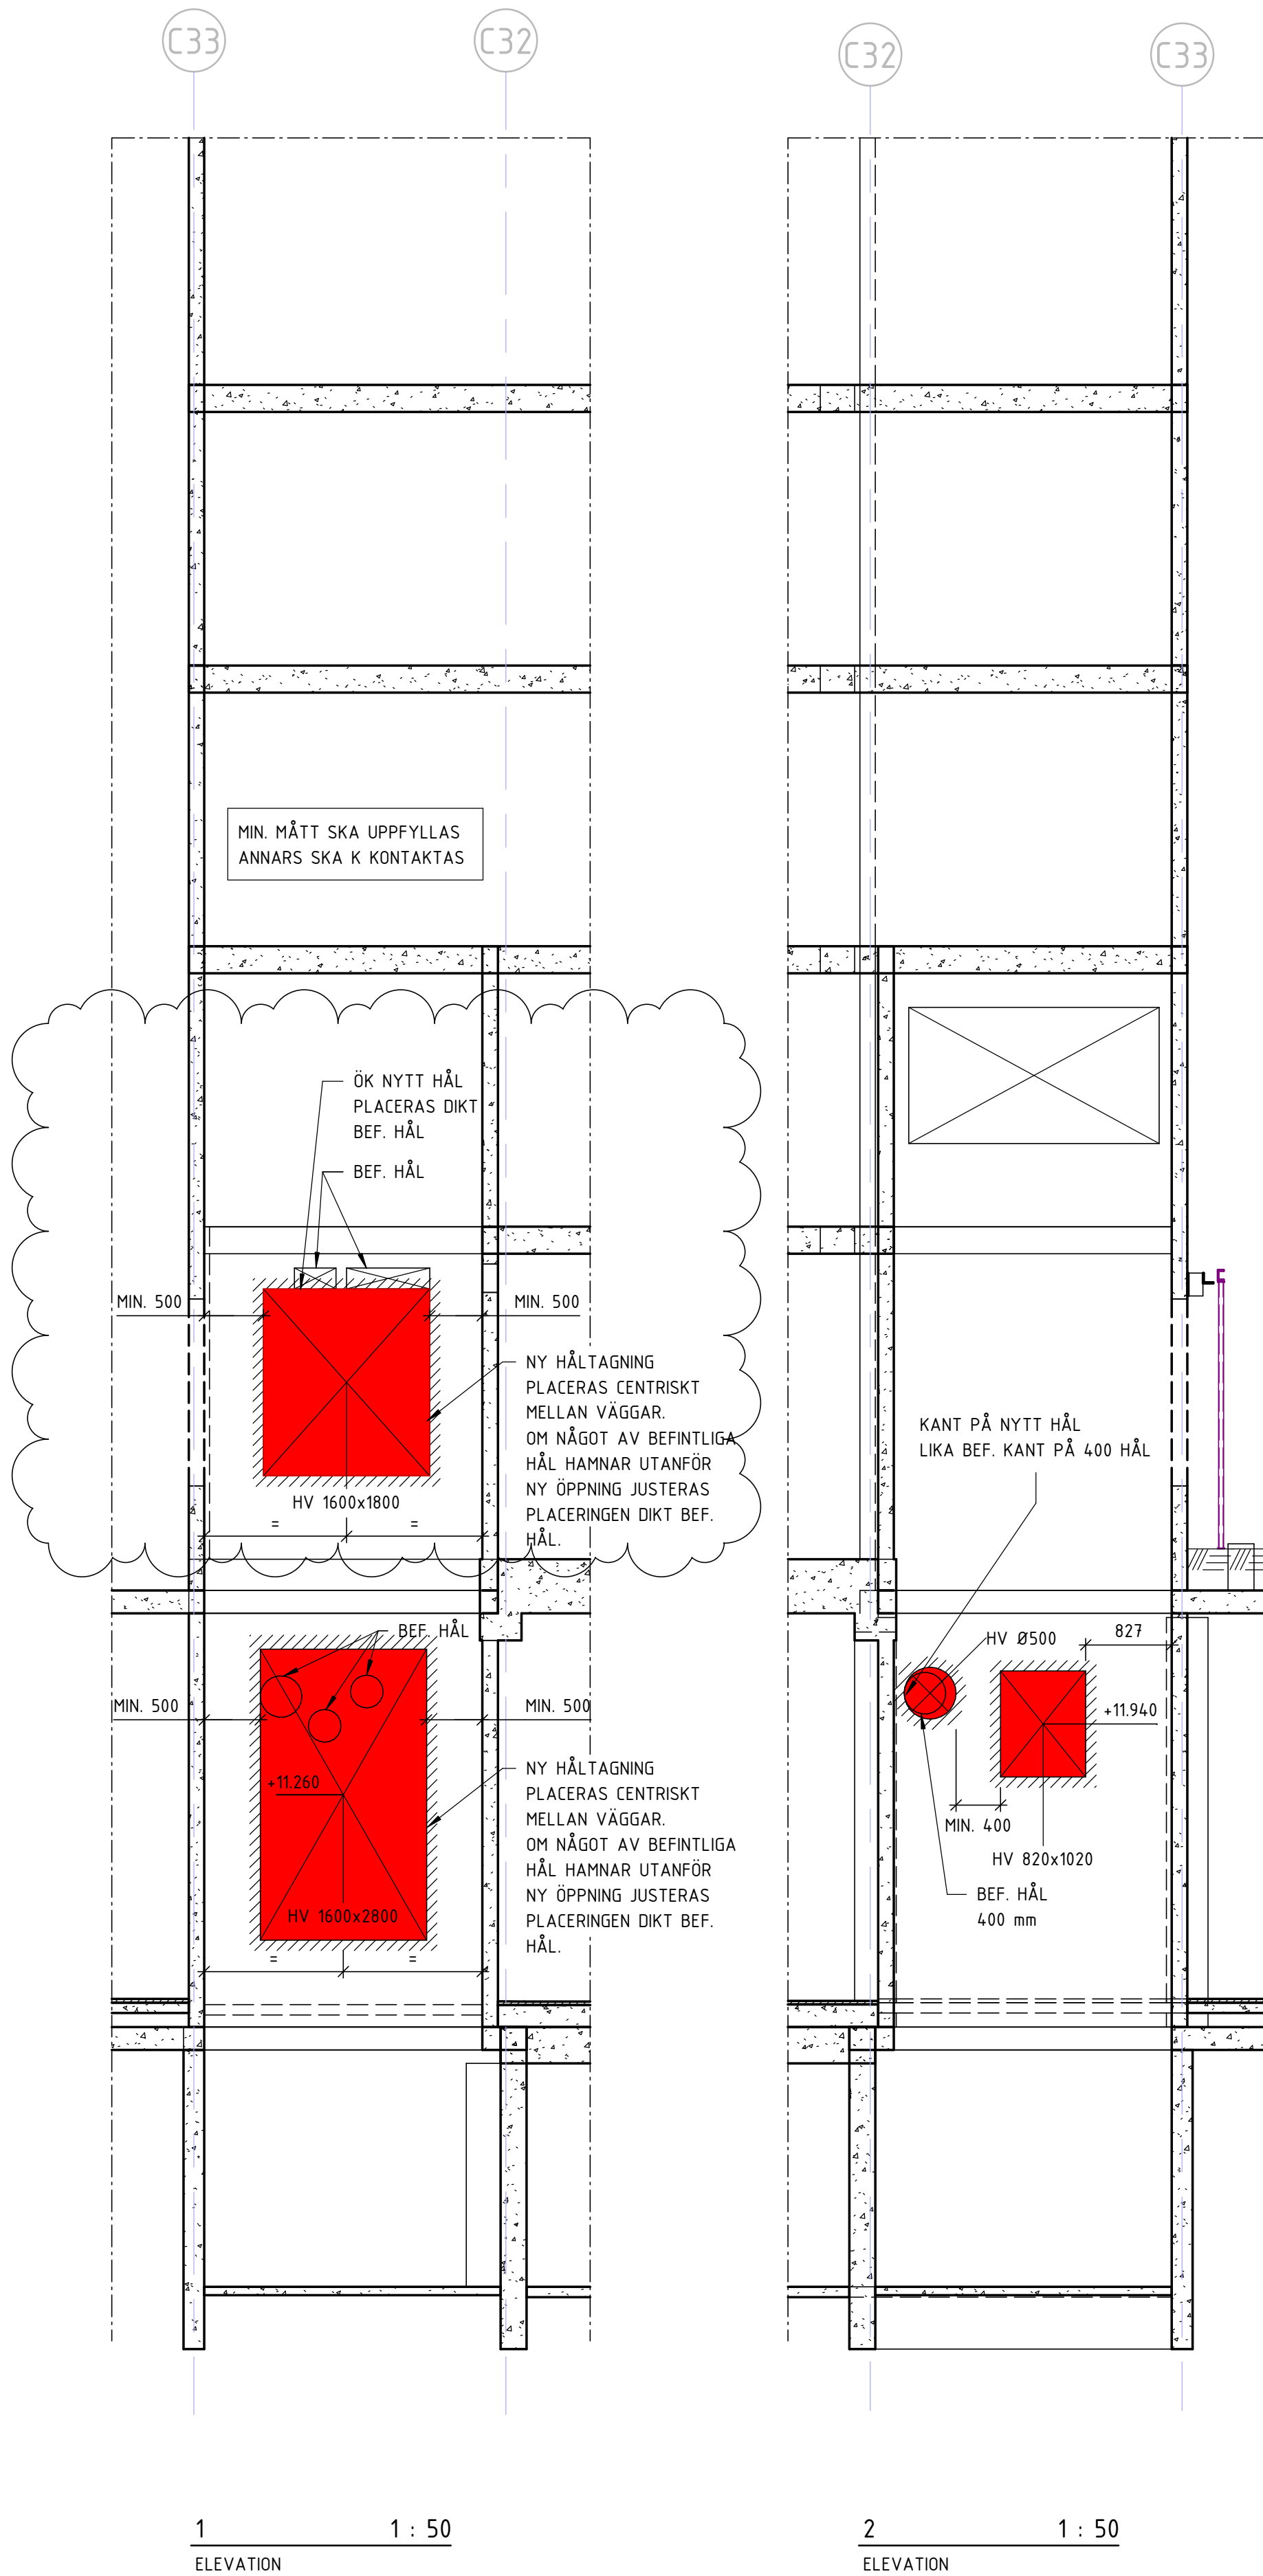 C33
C32
C32
C33
MIN. MÅTT SKA UPPFYLLAS
ANNARS SKA K KONTAKTAS
ÖK NYTT HÅL
PLACERAS DIKT
BEF. HÅL
BEF. HÅL
MIN. 500
MIN. 500
NY HÅLTAGNING
PLACERAS CENTRISKT
MELLAN VÄGGAR.
OM NÅGOT AV BEFINTLIGA
HÅL HAMNAR UTANFÖR
NY ÖPPNING JUSTERAS
PLACERINGEN DIKT BEF.
HÅL.
HV 1600x1800
=
=
BEF. HÅL
MIN. 500
MIN. 500
+11.260
NY HÅLTAGNING
PLACERAS CENTRISKT
MELLAN VÄGGAR.
OM NÅGOT AV BEFINTLIGA
HÅL HAMNAR UTANFÖR
NY ÖPPNING JUSTERAS
PLACERINGEN DIKT BEF.
HÅL.
HV 1600x2800
=
=
KANT PÅ NYTT HÅL
LIKA BEF. KANT PÅ 400 HÅL
HV Ø500
827
+11.940
MIN. 400
HV 820x1020
BEF. HÅL
400 mm
1
1 : 50
ELEVATION
2
1 : 50
ELEVATION